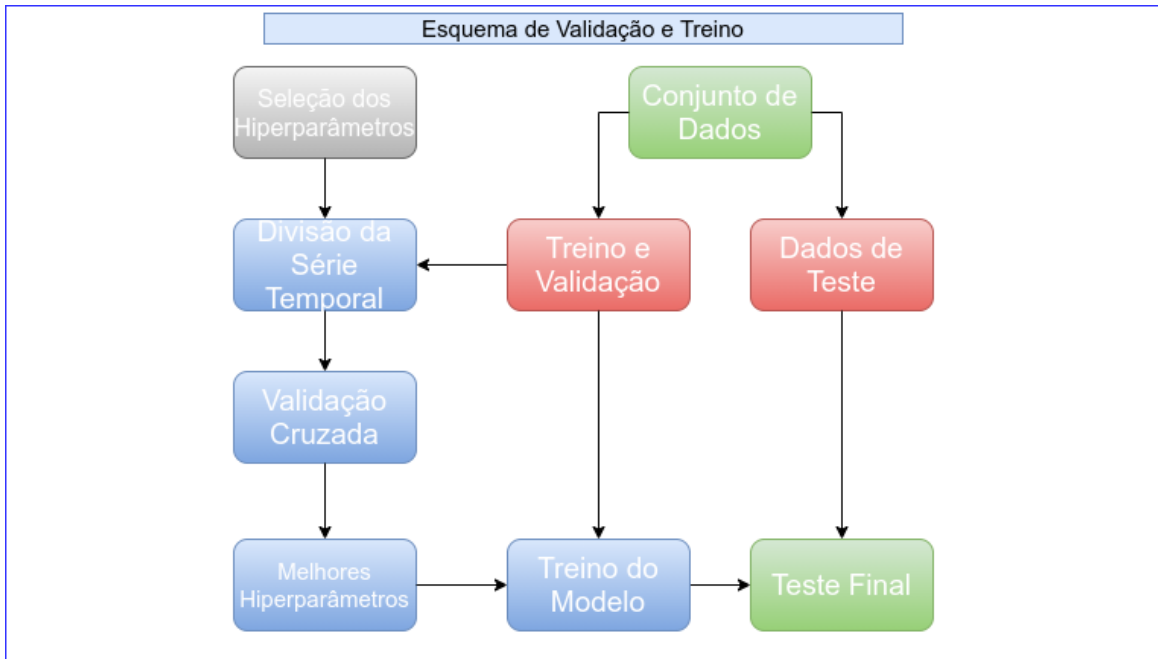 Esquema de Validação e Treino
Seleção dos
Hiperparâmetros
Conjunto de
Dados
Divisão da
Série
Temporal
Treino e
Validação
Dados de
Teste
Validação
Cruzada
Melhores
Hiperparâmetros
Treino do
Modelo
Teste Final